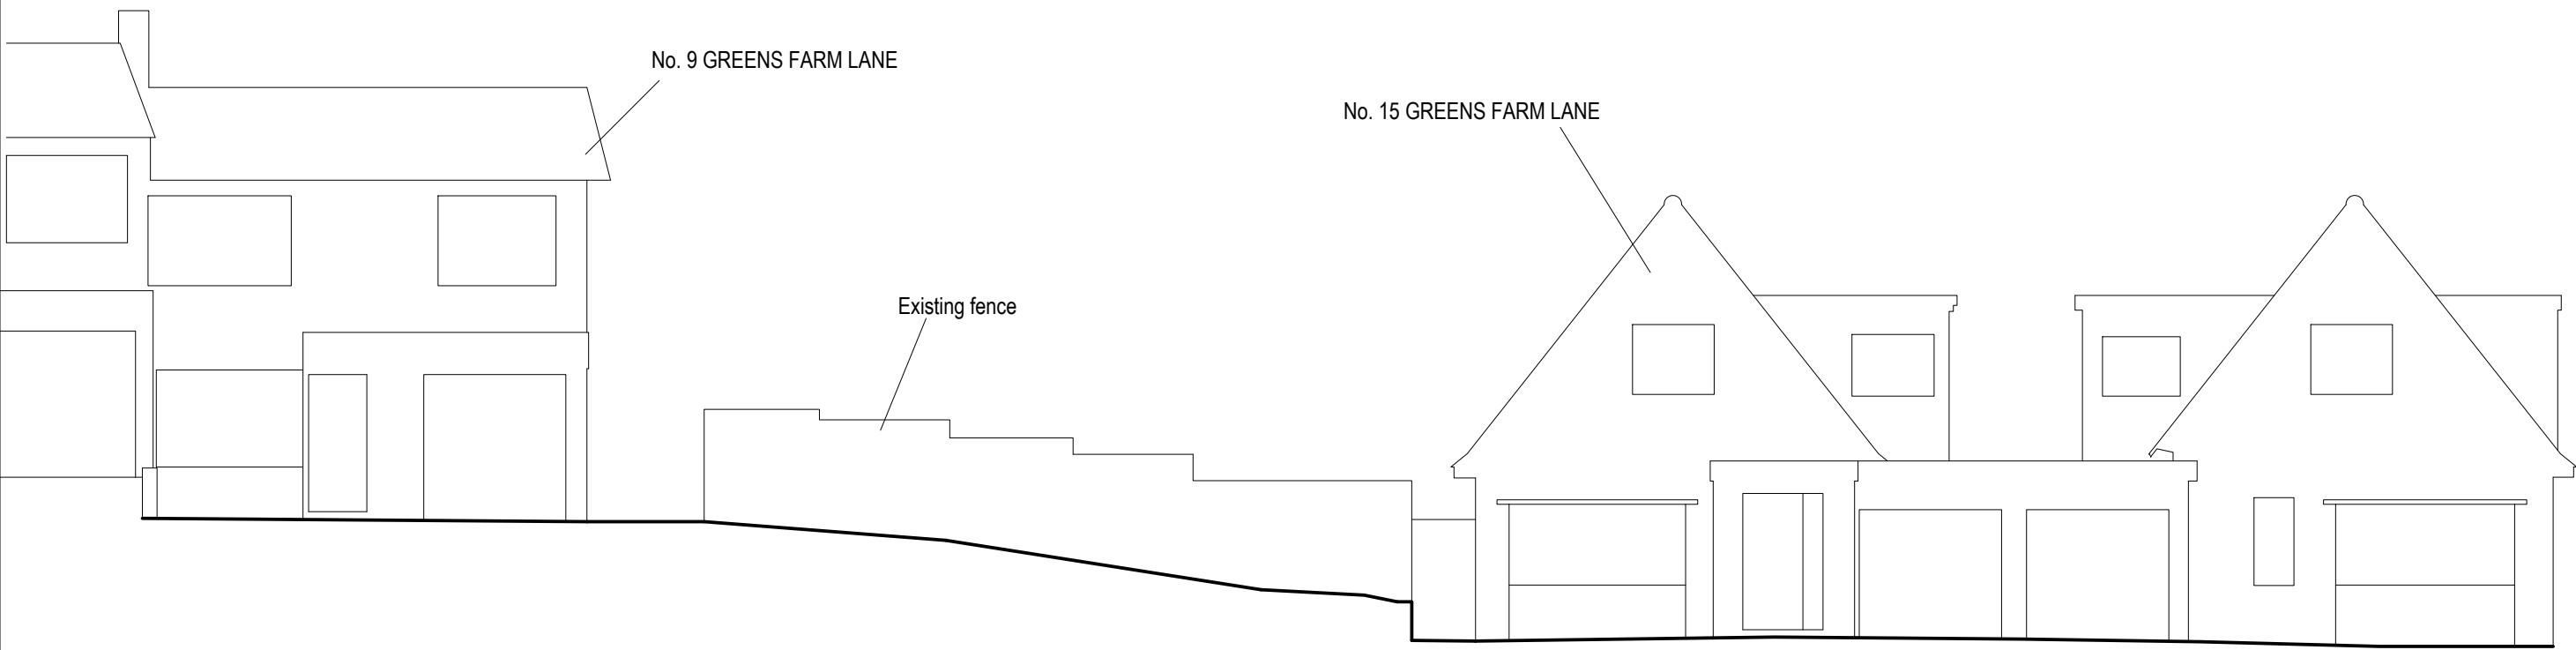 No. 9 GREENS FARM LANE
No. 15 GREENS FARM LANE
Existing fence